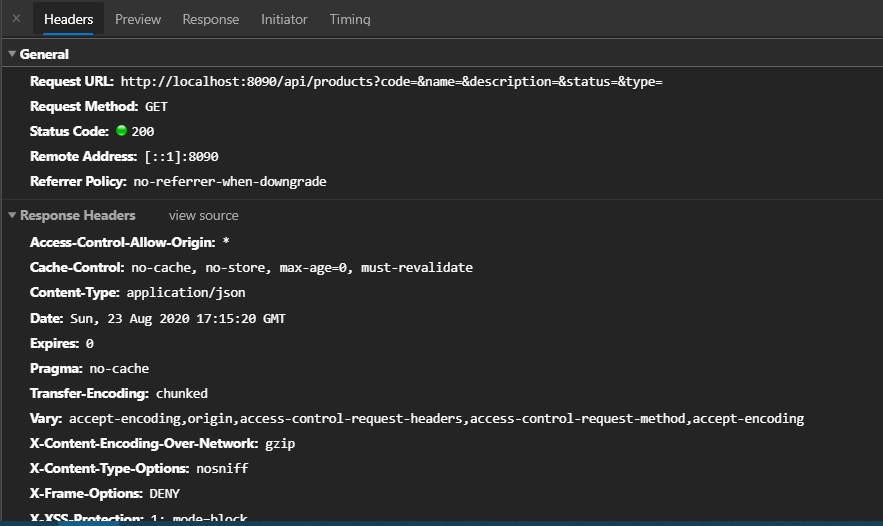 × Headers Preview Response Initiator Timing
▼ General
Request URL: http://localhost:8090/api/products?code=&name=&description=&status=&type=
Request Method: GET
Status Code: 200
Remote Address: [::1]:8090
Referrer Policy: no-referrer-when-downgrade
▼ Response Headers view source
Access-Control-Allow-Origin: *
Cache-Control: no-cache, no-store, max-age=0, must-revalidate
Content-Type: application/json
Date: Sun, 23 Aug 2020 17:15:20 GMT
Expires: 0
Pragma: no-cache
Transfer-Encoding: chunked
Vary: accept-encoding,origin,access-control-request-headers,access-control-request-method,accept-encoding
X-Content-Encoding-Over-Network: gzip
X-Content-Type-Options: nosniff
X-Frame-Options: DENY
X-XSS-Protection: 1; mode=block